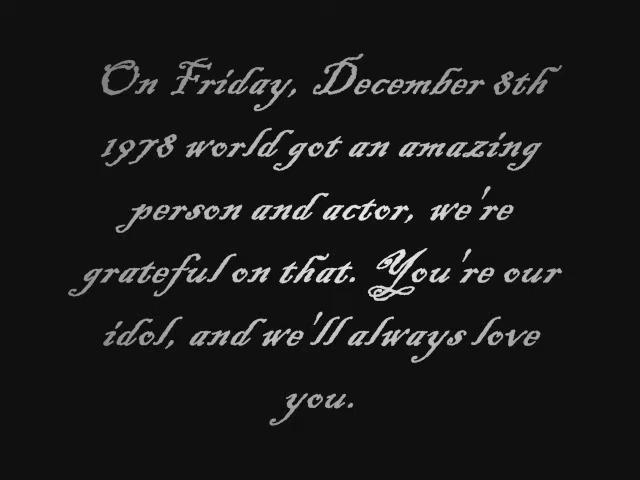 On Friday, December 8th
1978 world got an amazing
person and actor, we're
grateful on that. You're our
idol, and we'll always love
you.